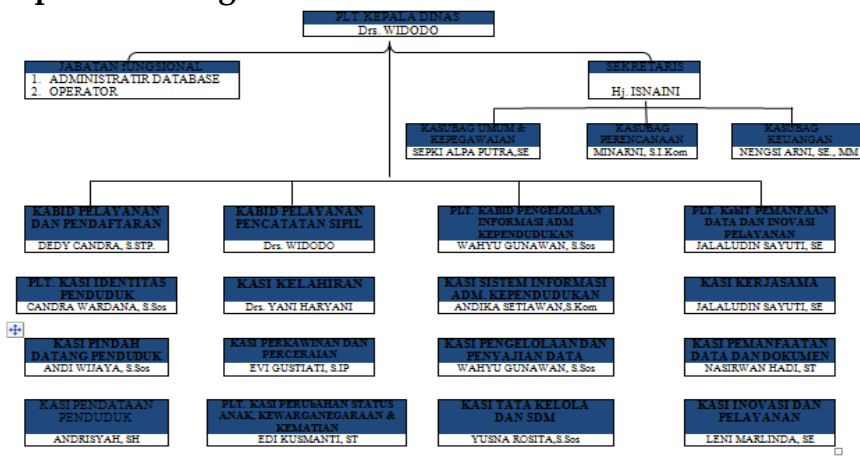 PLT. KEPALA DINAS
Drs. WIDODO
JABATAN fUNGSIONAL
1. ADMINISTRATIR DATABASE
2. OPERATOR
SEKRETARIS
Hj. ISNAINI
KASUBAG UMUM &
KEPEGAWAIAN
SEPKI ALPA PUTRA,SE
KASUBAG
PERENCANAAN
MINARNI, S.I.Kom
KASUBAG
KEUANGAN
NENGSI ARNI, SE., MM
KABID PELAYANAN
DAN PENDAFTARAN
DEDY CANDRA, S.STP.
KABID PELAYANAN
PENCATATAN SIPIL
Drs. WIDODO
PLT. KABID PENGELOLAAN
INFORMASI ADM
KEPENDUDUKAN
WAHYU GUNAWAN, S.Sos
PLT. KabIT PEMANFAAN
DATA DAN INOVASI
PELAYANAN
JALALUDIN SAYUTI, SE
PLT. KASI IDENTITAS
PENDUDUK
CANDRA WARDANA, S.Sos
KASI KELAHIRAN
Drs. YANI HARYANI
KASI SISTEM INFORMASI
ADM. KEPENDUDUKAN
ANDIKA SETIAWAN,S.Kom
KASI KERJASAMA
JALALUDIN SAYUTI, SE
KASI PINDAH
DATANG PENDUDUK
ANDI WIJAYA, S.Sos
KASI PERKAWINAN DAN
PERCERAIAN
EVI GUSTIATI, S.IP
KASI PENGELOLAAN DAN
PENYAJIAN DATA
WAHYU GUNAWAN, S.Sos
KASI PEMANFAATAN
DATA DAN DOKUMEN
NASIRWAN HADI, ST
KASI PENDATAAN
PENDUDUK
ANDRISYAH, SH
PLT. KASI PERUbAHAN STATUS
ANAK, KEWARGANEGARAAN &
KEMATIAN
EDI KUSMANTI, ST
KASI TATA KELOLA
DAN SDM
YUSNA ROSITA,S.Sos
KASI INOVASI DAN
PELAYANAN
LENI MARLINDA, SE